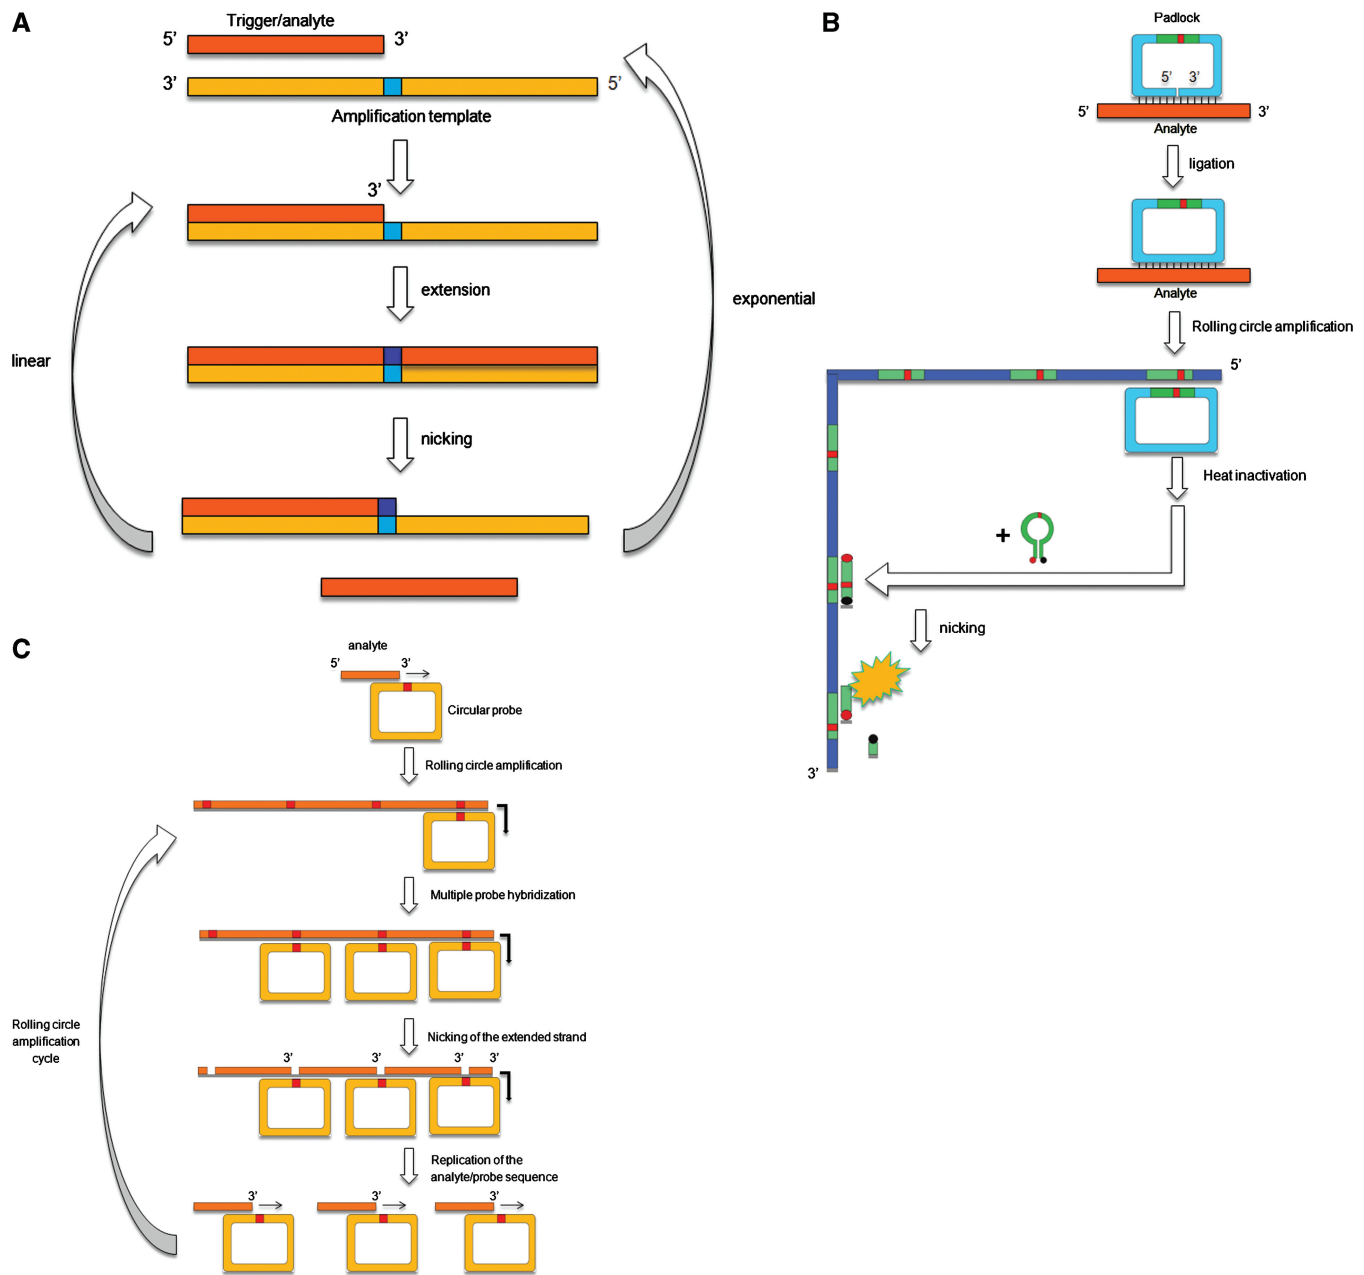 A
Trigger/analyte
5’
3’
3’
5’
Amplification template
3’
extension
linear
exponential
nicking
B
Padlock
5’ 3’
5’
3’
Analyte
ligation
Analyte
Rolling circle amplification
5’
Heat inactivation
+
nicking
3’
C
analyte
5’
3’
Circular probe
Rolling circle amplification
Multiple probe hybridization
Rolling circle
amplification
cycle
Nicking of the extended strand
3’ 3’ 3’ 3’
Replication of the
analyte/probe sequence
3’ 3’ 3’